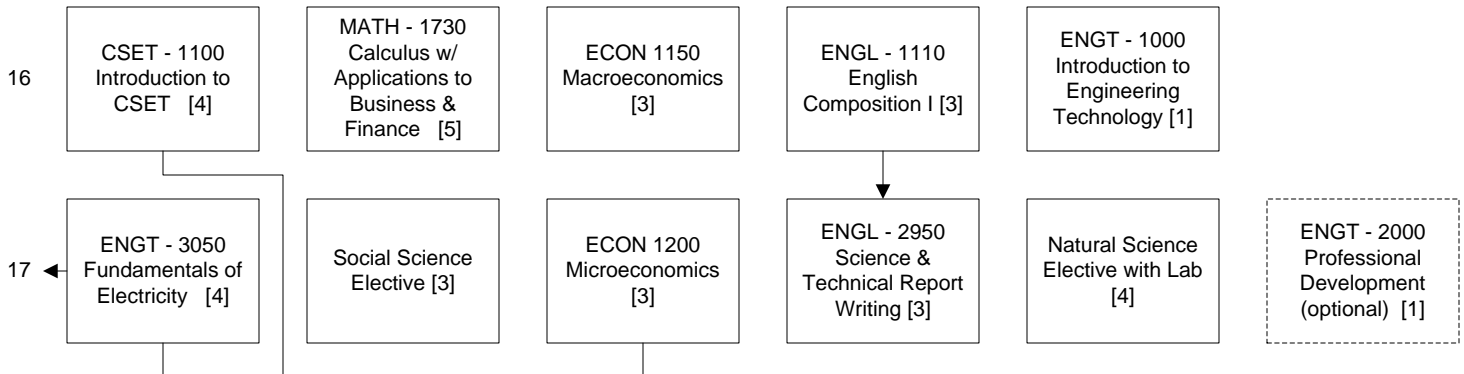 16
CSET - 1100
Introduction to
CSET [4]
MATH - 1730
Calculus w/
Applications to
Business &
Finance [5]
ECON 1150
Macroeconomics
[3]
ENGL - 1110
English
Composition I [3]
ENGT - 1000
Introduction to
Engineering
Technology [1]
17
ENGT - 3050
Fundamentals of
Electricity [4]
Social Science
Elective [3]
ECON 1200
Microeconomics
[3]
ENGL - 2950
Science &
Technical Report
Writing [3]
Natural Science
Elective with Lab
[4]
ENGT - 2000
Professional
Development
(optional) [1]